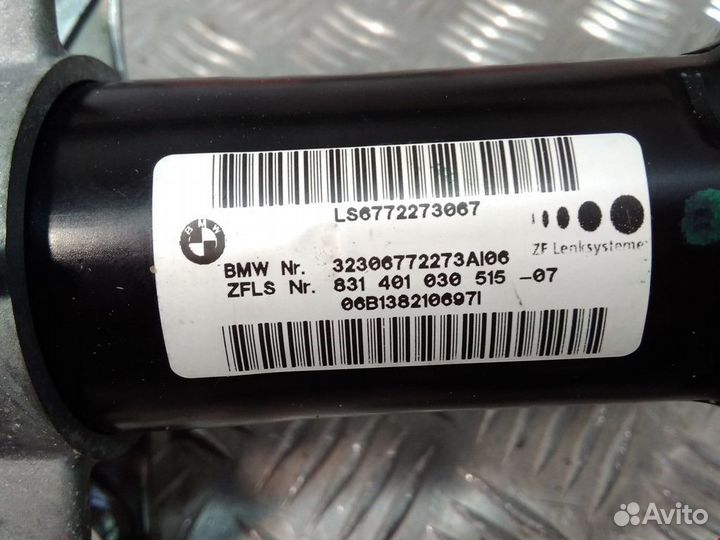 LS6772273067
BMW
BMW Nr. 32306772273AI06
ZFLS Nr. 831 401 030 515 -07
06B138210697I
ZF Lenksysteme
Avito